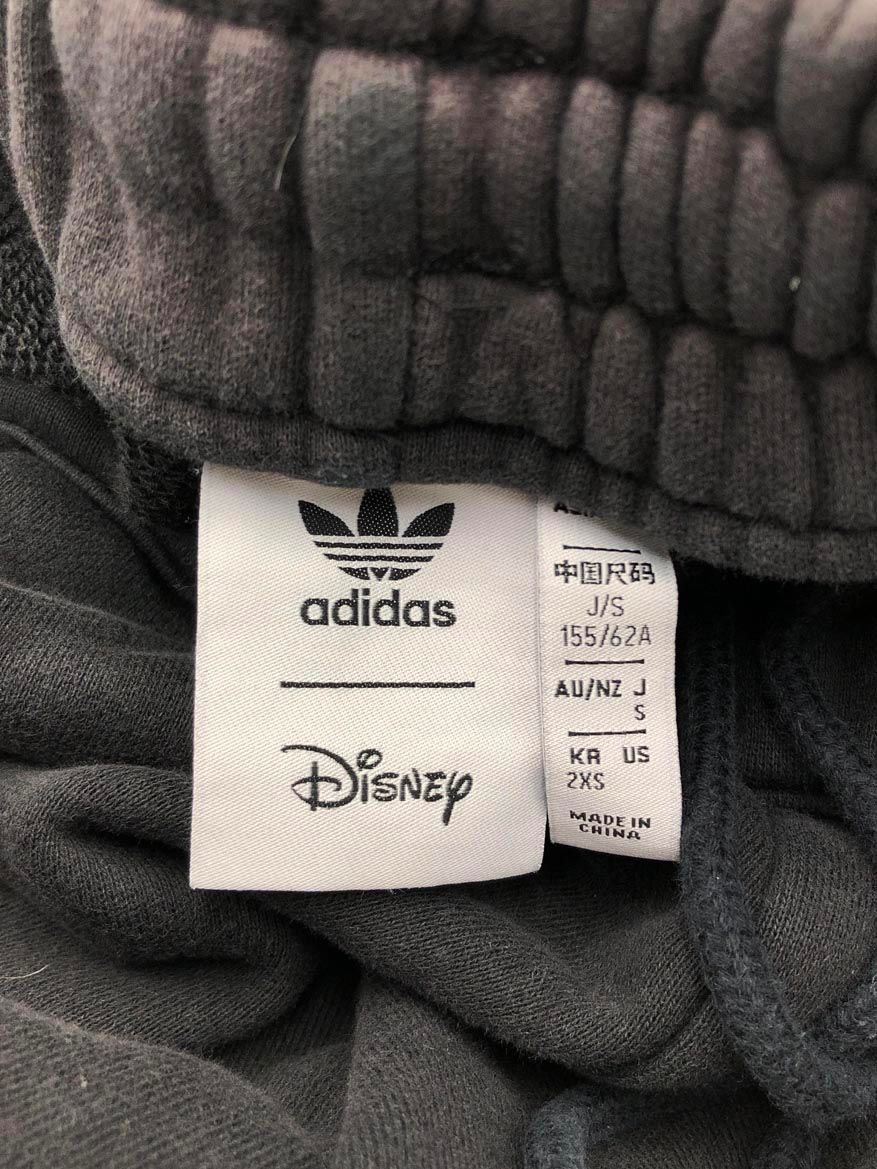 adidas
Disney
中国尺码
J/S
155/62A
AU/NZ J
S
KR US
2XS
MADE IN
CHINA